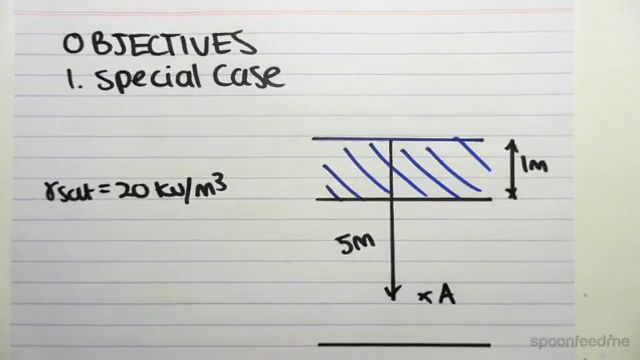 OBJECTIVES
1. Special Case
1m
γsat = 20 kN/m³
5m
x A
spoonfeedme